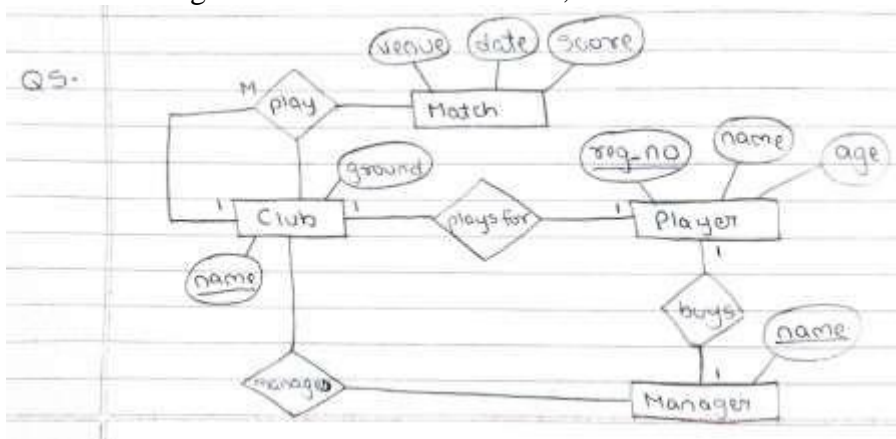 Q5.
venue date score
M play Match
reg_no name age
ground
1 Club 1 plays for 1 Player
name
1
buys
name
manages 1
Manager